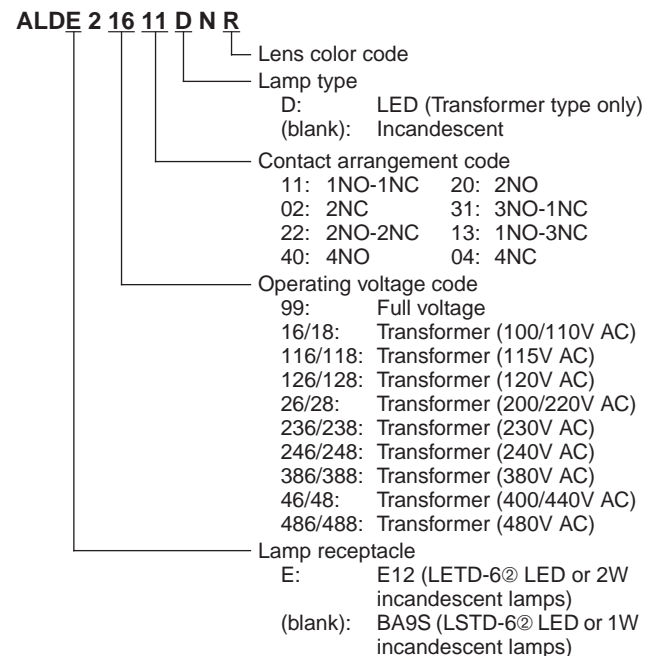 ALDE 2 16 11 D N R
Lens color code
Lamp type
D: LED (Transformer type only)
(blank): Incandescent
Contact arrangement code
11: 1NO-1NC 20: 2NO
02: 2NC 31: 3NO-1NC
22: 2NO-2NC 13: 1NO-3NC
40: 4NO 04: 4NC
Operating voltage code
99: Full voltage
16/18: Transformer (100/110V AC)
116/118: Transformer (115V AC)
126/128: Transformer (120V AC)
26/28: Transformer (200/220V AC)
236/238: Transformer (230V AC)
246/248: Transformer (240V AC)
386/388: Transformer (380V AC)
46/48: Transformer (400/440V AC)
486/488: Transformer (480V AC)
Lamp receptacle
E: E12 (LETD-6② LED or 2W
incandescent lamps)
(blank): BA9S (LSTD-6② LED or 1W
incandescent lamps)